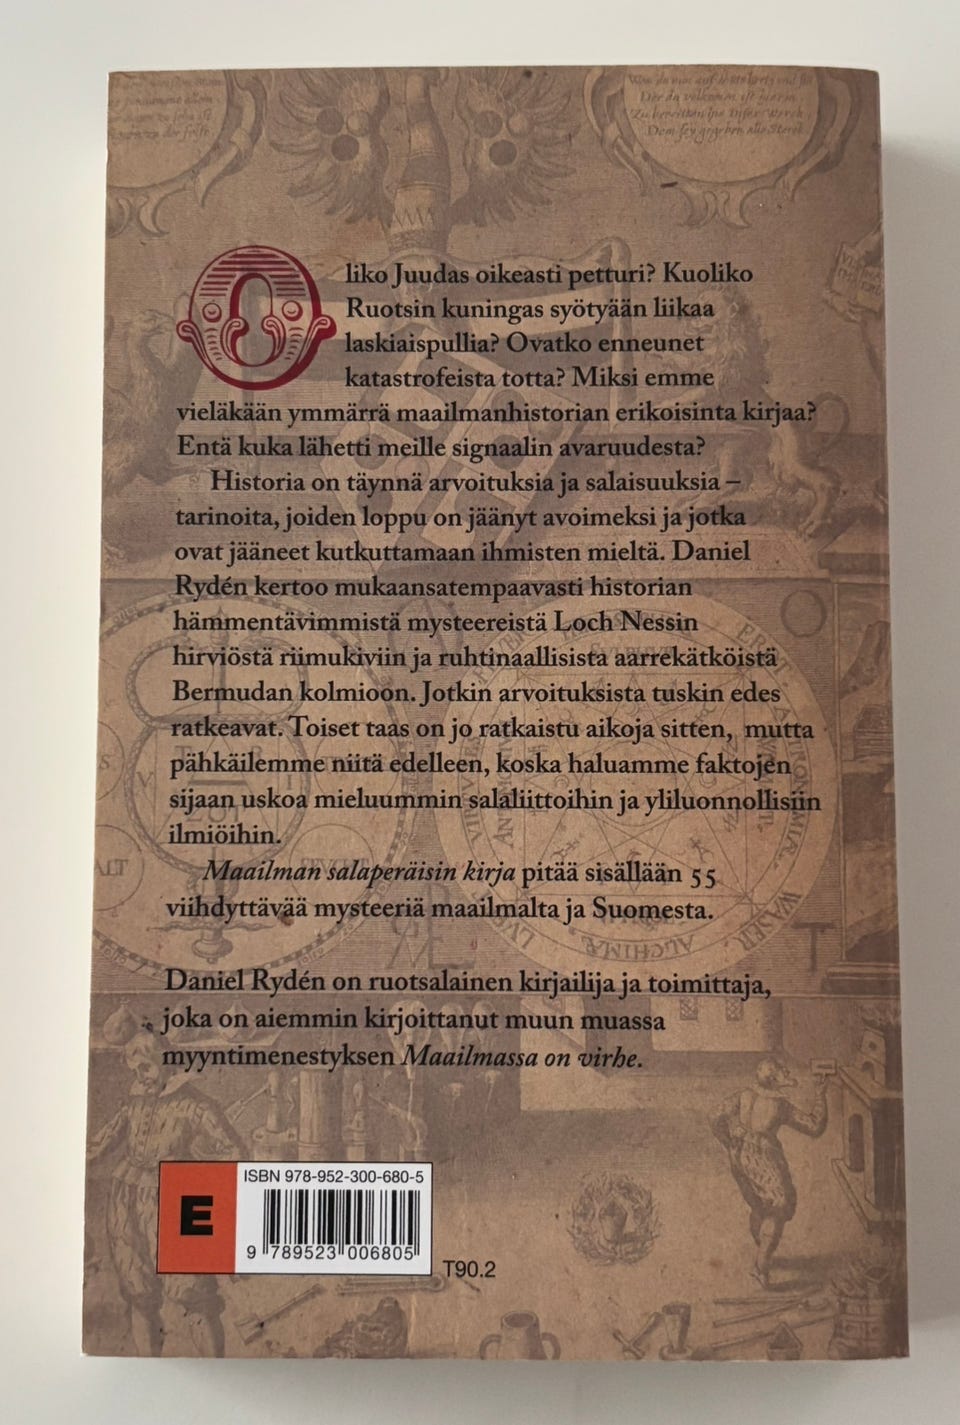 Oliko Juudas oikeasti petturi? Kuoliko
Ruotsin kuningas syötyään liikaa
laskiaispullia? Ovatko enneunet
katastrofeista totta? Miksi emme
vieläkään ymmärrä maailmanhistorian erikoisinta kirjaa?
Entä kuka lähetti meille signaalin avaruudesta?
Historia on täynnä arvoituksia ja salaisuuksia –
tarinoita, joiden loppu on jäänyt avoimeksi ja jotka
ovat jääneet kutkuttamaan ihmisten mieltä. Daniel
Rydén kertoo mukaansatempaavasti historian
hämmentävimmistä mysteereistä Loch Nessin
hirviöstä riimukiviin ja ruhtinaallisista aarrekätköistä
Bermudan kolmioon. Jotkin arvoituksista tuskin edes
ratkeavat. Toiset taas on jo ratkaistu aikoja sitten, mutta
pähkäilemme niitä edelleen, koska haluamme faktojen
sijaan uskoa mieluummin salaliittoihin ja yliluonnollisiin
ilmiöihin.
Maailman salaperäisin kirja pitää sisällään 55
viihdyttävää mysteeriä maailmalta ja Suomesta.
Daniel Rydén on ruotsalainen kirjailija ja toimittaja,
joka on aiemmin kirjoittanut muun muassa
myyntimenestyksen Maailmassa on virhe.
E
ISBN 978-952-300-680-5
9 789523 006805
T90.2
ALCHIMIÆ
WASER